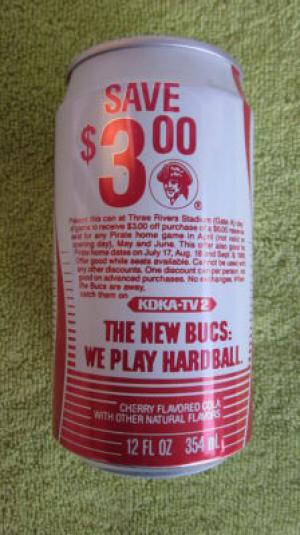 SAVE
$3.00
®
Present this can at Three Rivers Stadium (Gate A) day
of game to receive $3.00 off purchase of a $6.00 reserved
seat for any Pirate home game in April (not valid on
opening day), May and June. This offer also good to
Pirate home dates on July 17, Aug. 18 and Sept.
Offer good while seats available. Cannot be used with
any other discounts. One discount can per person, not
good on advanced purchases. No exchanges. When
the Bucs are away,
catch them on
KDKA-TV 2
THE NEW BUCS:
WE PLAY HARDBALL.
CHERRY FLAVORED COLA
WITH OTHER NATURAL FLAVORS
12 FL OZ 354 mL